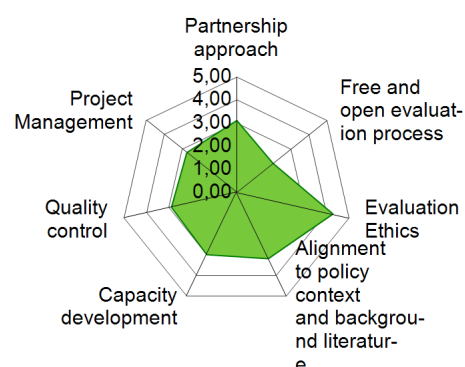 Partnership
approach
5,00
4,00
3,00
2,00
1,00
0,00
Free and
open evaluat-
ion process
Evaluation
Ethics
Alignment
to policy
context
and backgrou-
nd literatur-
e
Capacity
development
Quality
control
Project
Management